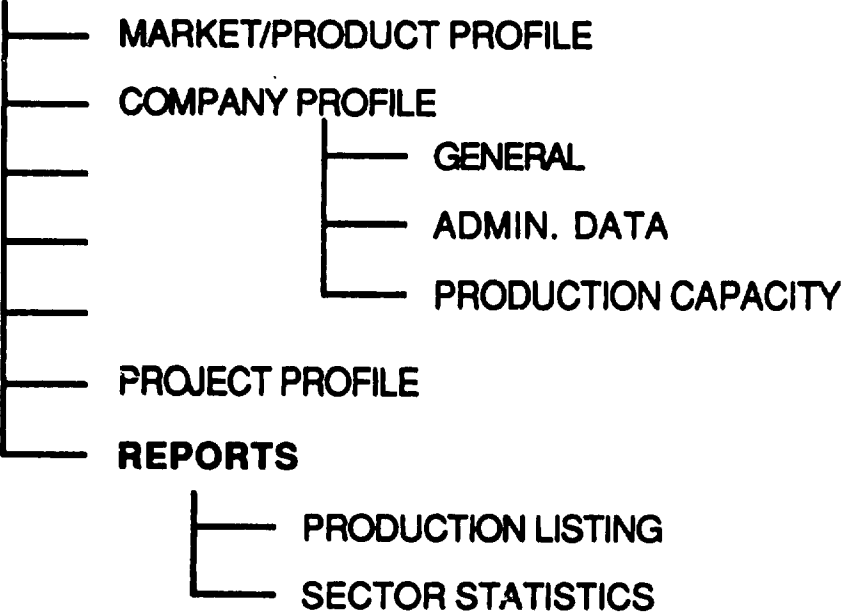 MARKET/PRODUCT PROFILE
COMPANY PROFILE
GENERAL
ADMIN. DATA
PRODUCTION CAPACITY
PROJECT PROFILE
REPORTS
PRODUCTION LISTING
SECTOR STATISTICS